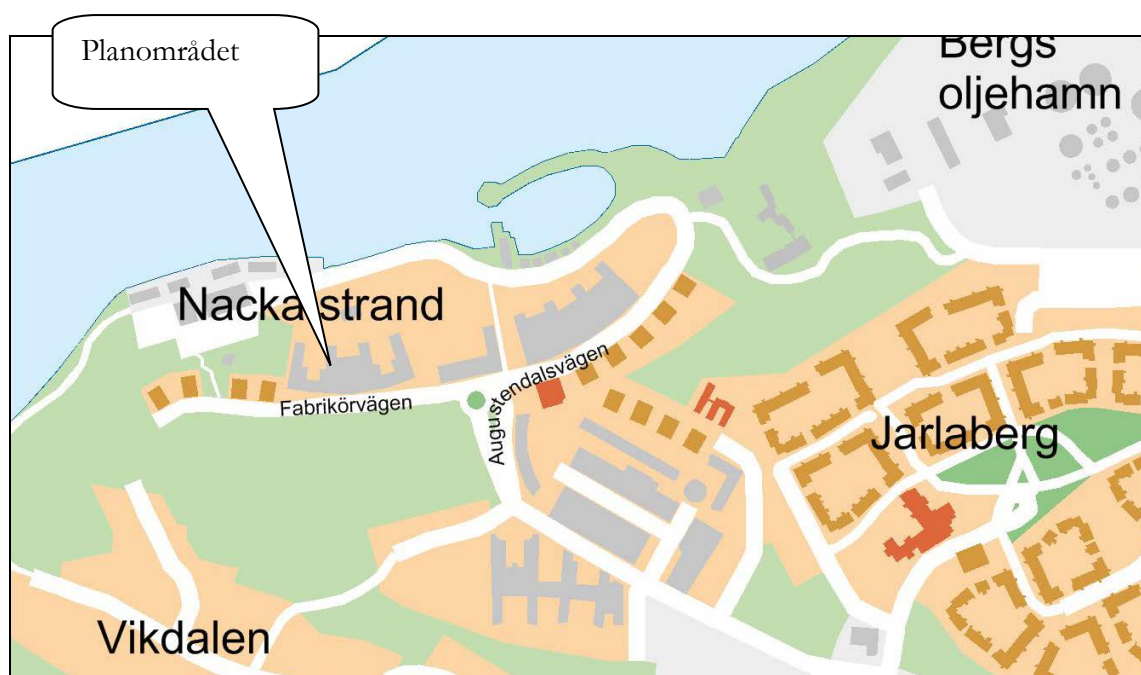 Planområdet
Bergs
oljehamn
Nacka strand
Augustendalsvägen
Fabrikörvägen
Jarlaberg
Vikdalen